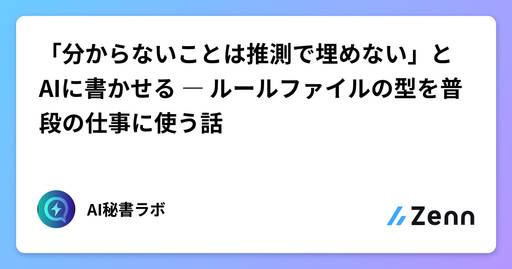 「分からないことは推測で埋めない」と
AIに書かせる — ルールファイルの型を普
段の仕事に使う話
AI秘書ラボ
Zenn